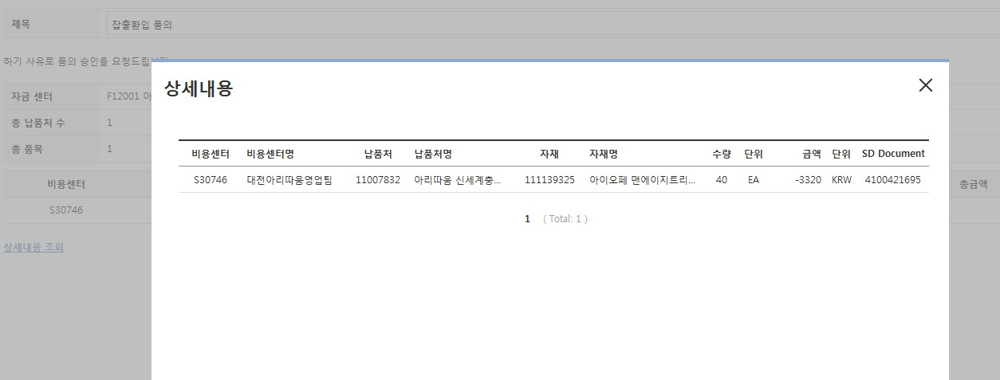 제목 잡출환입 품의
하기 사유로 품의 승인을 요청드립니다
상세내용
자금 센터 F12001 아
총 납품처 수 1
총 품목 1
비용센터 비용센터명 납품처 납품처명 자재 자재명 수량 단위 금액 단위 SD Document
S30746 대전아리따움영업팀 11007832 아리따움 신세계충... 111139325 아이오페 맨에이지트리... 40 EA -3320 KRW 4100421695
비용센터 총금액
S30746
1 ( Total: 1 )
상세내용 조회